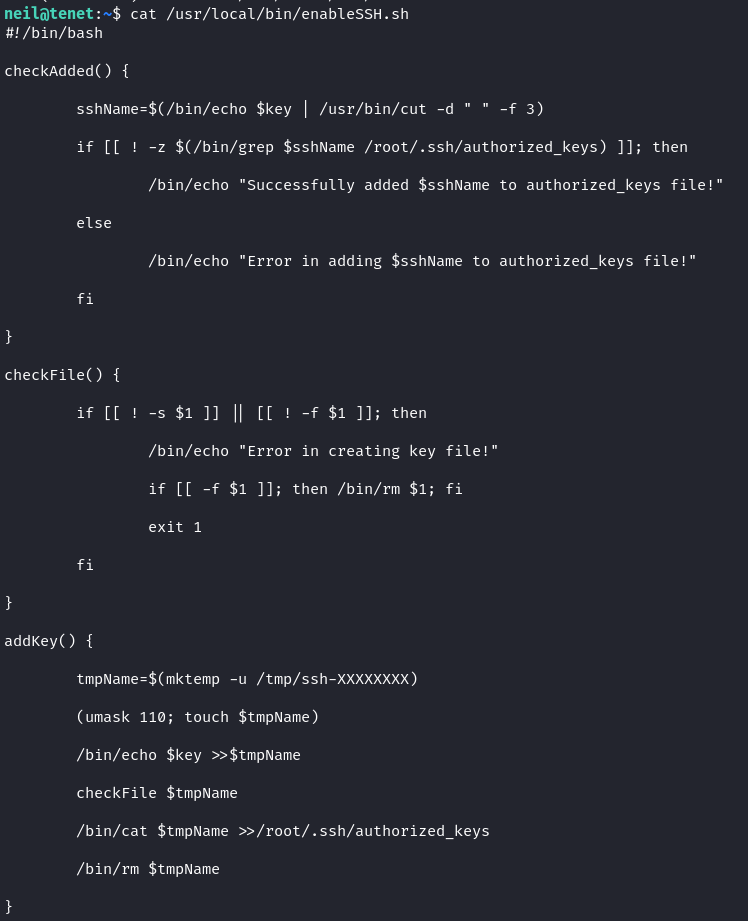 neil@tenet:~$ cat /usr/local/bin/enableSSH.sh
#!/bin/bash
checkAdded() {
sshName=$(/bin/echo $key | /usr/bin/cut -d " " -f 3)
if [[ ! -z $(/bin/grep $sshName /root/.ssh/authorized_keys) ]]; then
/bin/echo "Successfully added $sshName to authorized_keys file!"
else
/bin/echo "Error in adding $sshName to authorized_keys file!"
fi
}
checkFile() {
if [[ ! -s $1 ]] || [[ ! -f $1 ]]; then
/bin/echo "Error in creating key file!"
if [[ -f $1 ]]; then /bin/rm $1; fi
exit 1
fi
}
addKey() {
tmpName=$(mktemp -u /tmp/ssh-XXXXXXXX)
(umask 110; touch $tmpName)
/bin/echo $key >>$tmpName
checkFile $tmpName
/bin/cat $tmpName >>/root/.ssh/authorized_keys
/bin/rm $tmpName
}